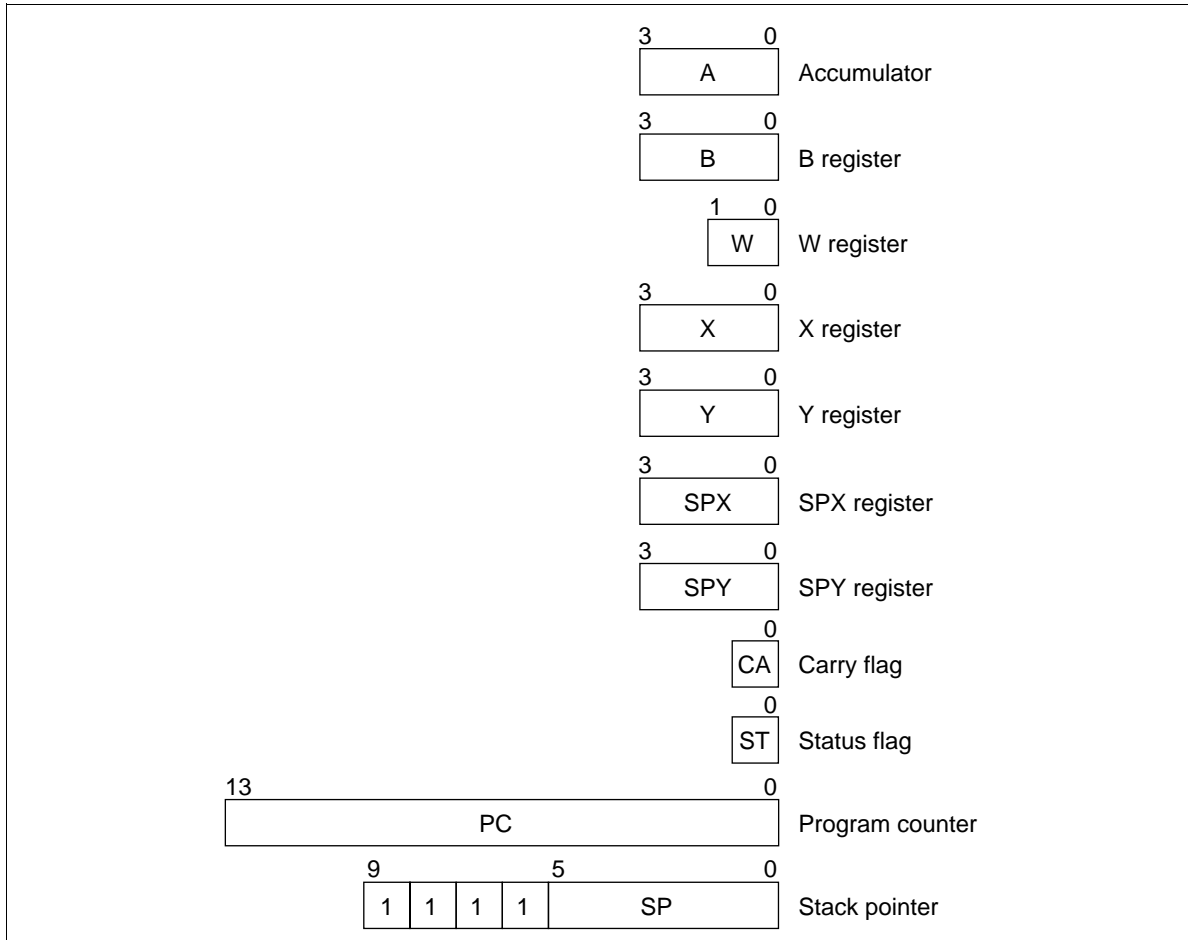 3 0
A Accumulator
3 0
B B register
1 0
W W register
3 0
X X register
3 0
Y Y register
3 0
SPX SPX register
3 0
SPY SPY register
0
CA Carry flag
0
ST Status flag
13 0
PC Program counter
9 5 0
1 1 1 1 SP Stack pointer